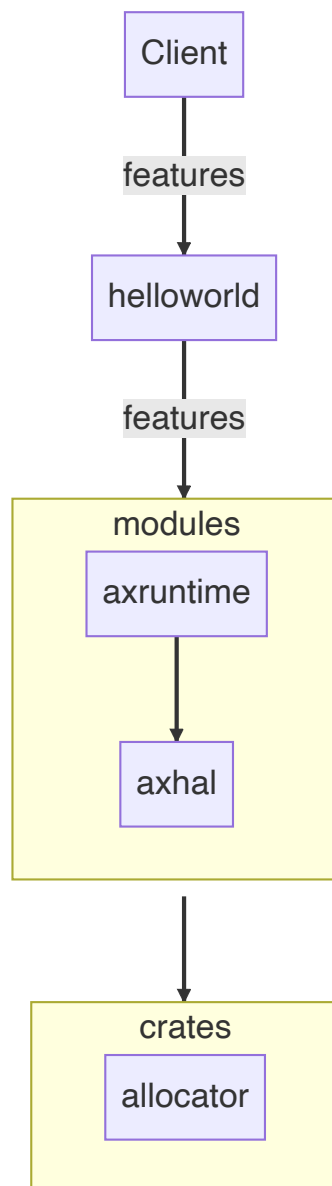 Client
features
helloworld
features
modules
axruntime
axhal
crates
allocator